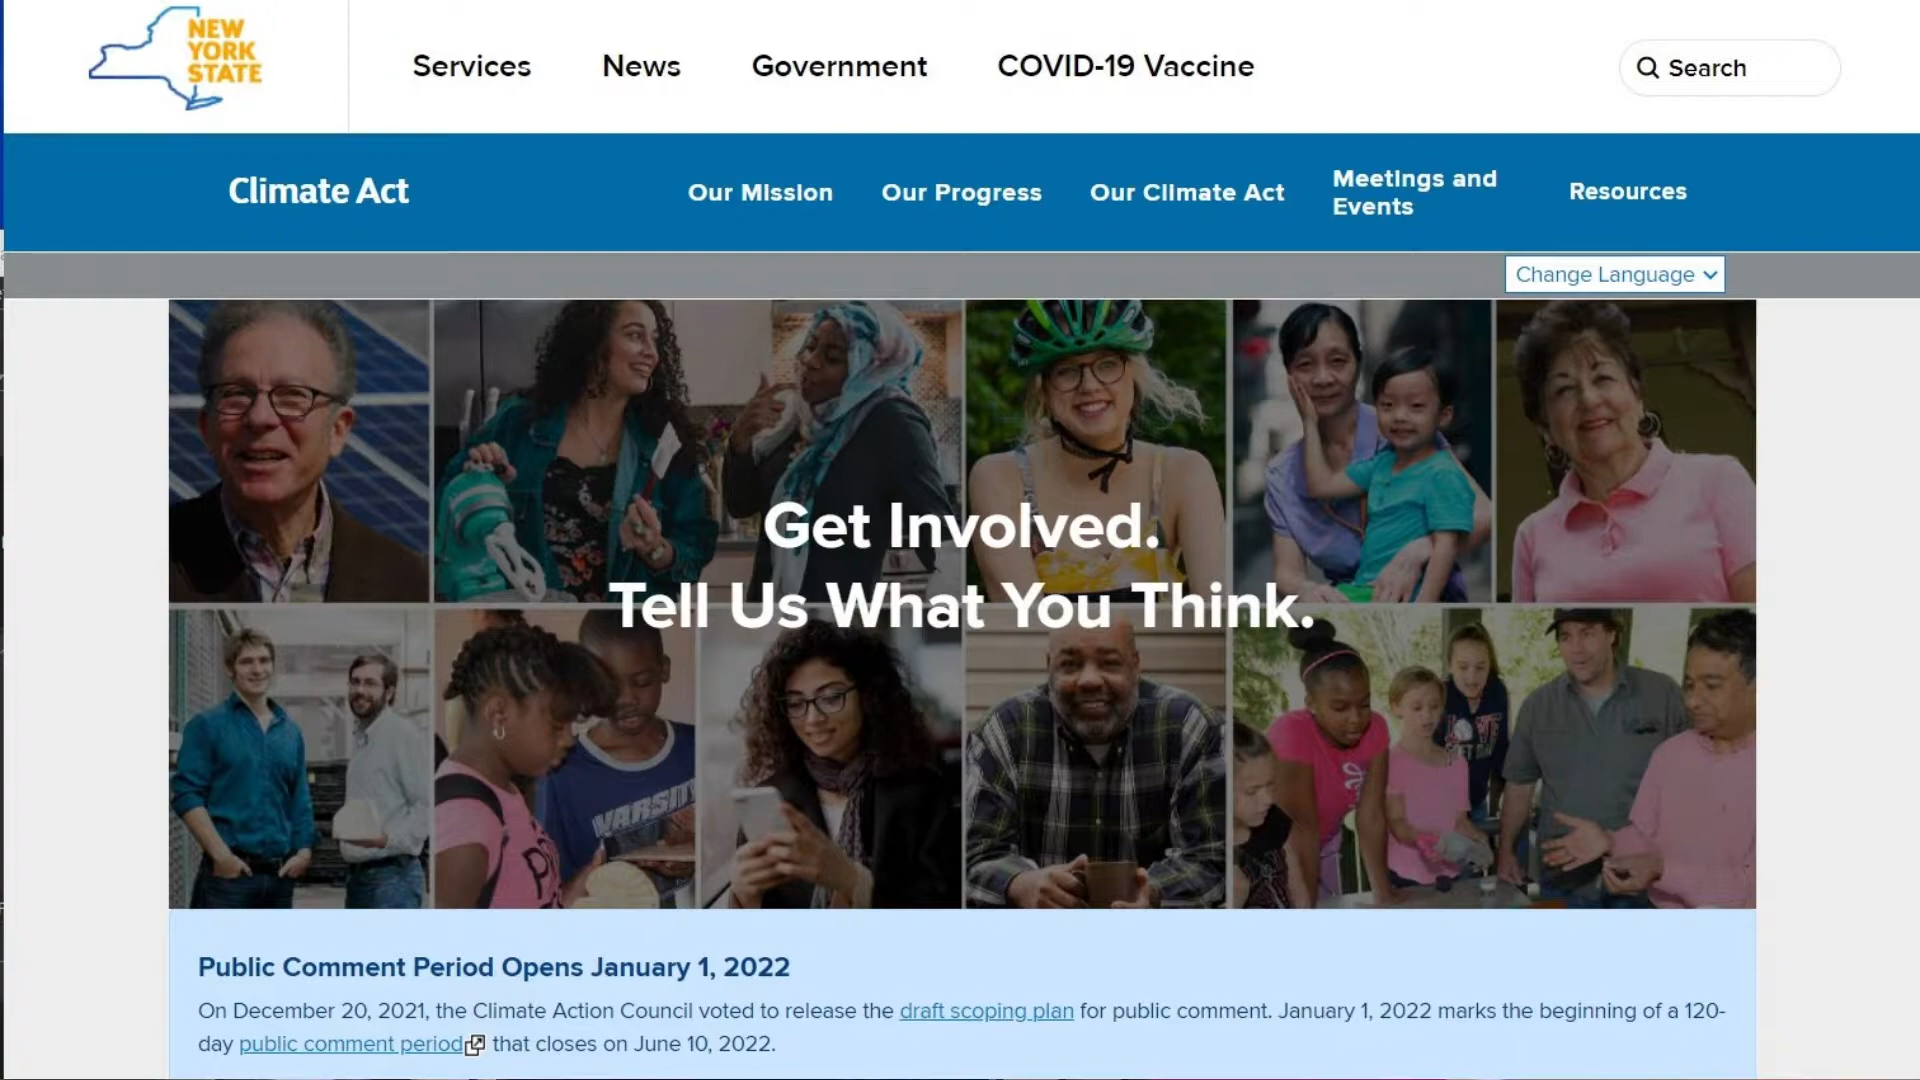 NEW
YORK
STATE
Services News Government COVID-19 Vaccine Search
Climate Act Our Mission Our Progress Our Climate Act Meetings and Events Resources
Change Language
Get Involved.
Tell Us What You Think.
VARSITY
LOVE
Public Comment Period Opens January 1, 2022
On December 20, 2021, the Climate Action Council voted to release the draft scoping plan for public comment. January 1, 2022 marks the beginning of a 120-
day public comment period that closes on June 10, 2022.